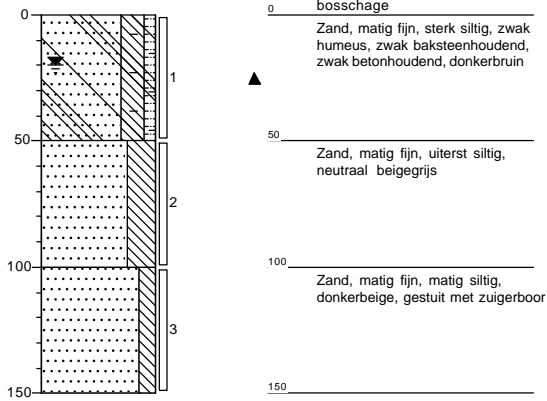 bosschage
0
0
Zand, matig fijn, sterk siltig, zwak
humeus, zwak baksteenhoudend,
zwak betonhoudend, donkerbruin
1
50
50
Zand, matig fijn, uiterst siltig,
neutraal beigegrijs
2
100
100
Zand, matig fijn, matig siltig,
donkerbeige, gestuit met zuigerboor
3
150
150